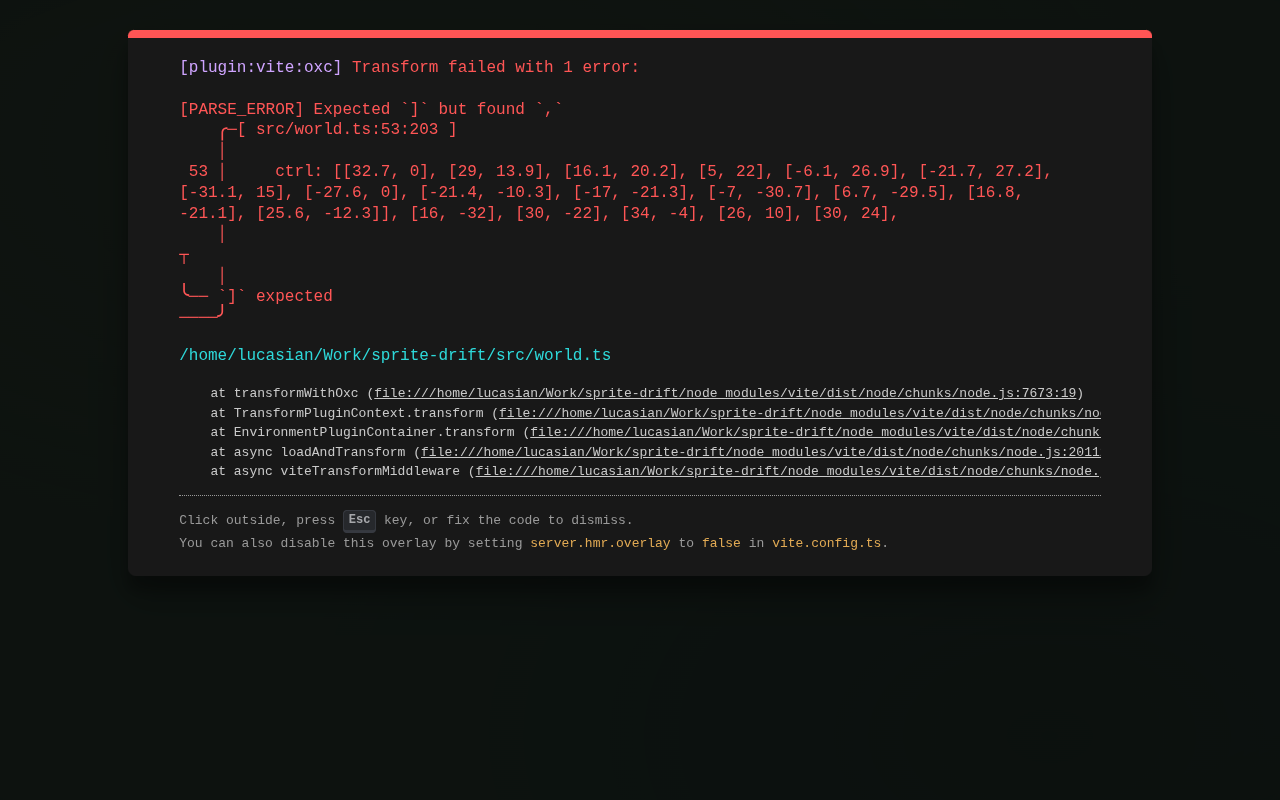 [plugin:vite:oxc] Transform failed with 1 error:
[PARSE_ERROR] Expected `]` but found `,`
╭─[ src/world.ts:53:203 ]
│
53 │     ctrl: [[32.7, 0], [29, 13.9], [16.1, 20.2], [5, 22], [-6.1, 26.9], [-21.7, 27.2],
[-31.1, 15], [-27.6, 0], [-21.4, -10.3], [-17, -21.3], [-7, -30.7], [6.7, -29.5], [16.8,
-21.1], [25.6, -12.3]], [16, -32], [30, -22], [34, -4], [26, 10], [30, 24],
│
┬
│
╰── `]` expected
────╯
/home/lucasian/Work/sprite-drift/src/world.ts
at transformWithOxc (file:///home/lucasian/Work/sprite-drift/node_modules/vite/dist/node/chunks/node.js:7673:19)
at TransformPluginContext.transform (file:///home/lucasian/Work/sprite-drift/node_modules/vite/dist/node/chunks/no
at EnvironmentPluginContainer.transform (file:///home/lucasian/Work/sprite-drift/node_modules/vite/dist/node/chunk
at async loadAndTransform (file:///home/lucasian/Work/sprite-drift/node_modules/vite/dist/node/chunks/node.js:2011
at async viteTransformMiddleware (file:///home/lucasian/Work/sprite-drift/node_modules/vite/dist/node/chunks/node.
Click outside, press Esc key, or fix the code to dismiss.
You can also disable this overlay by setting server.hmr.overlay to false in vite.config.ts.